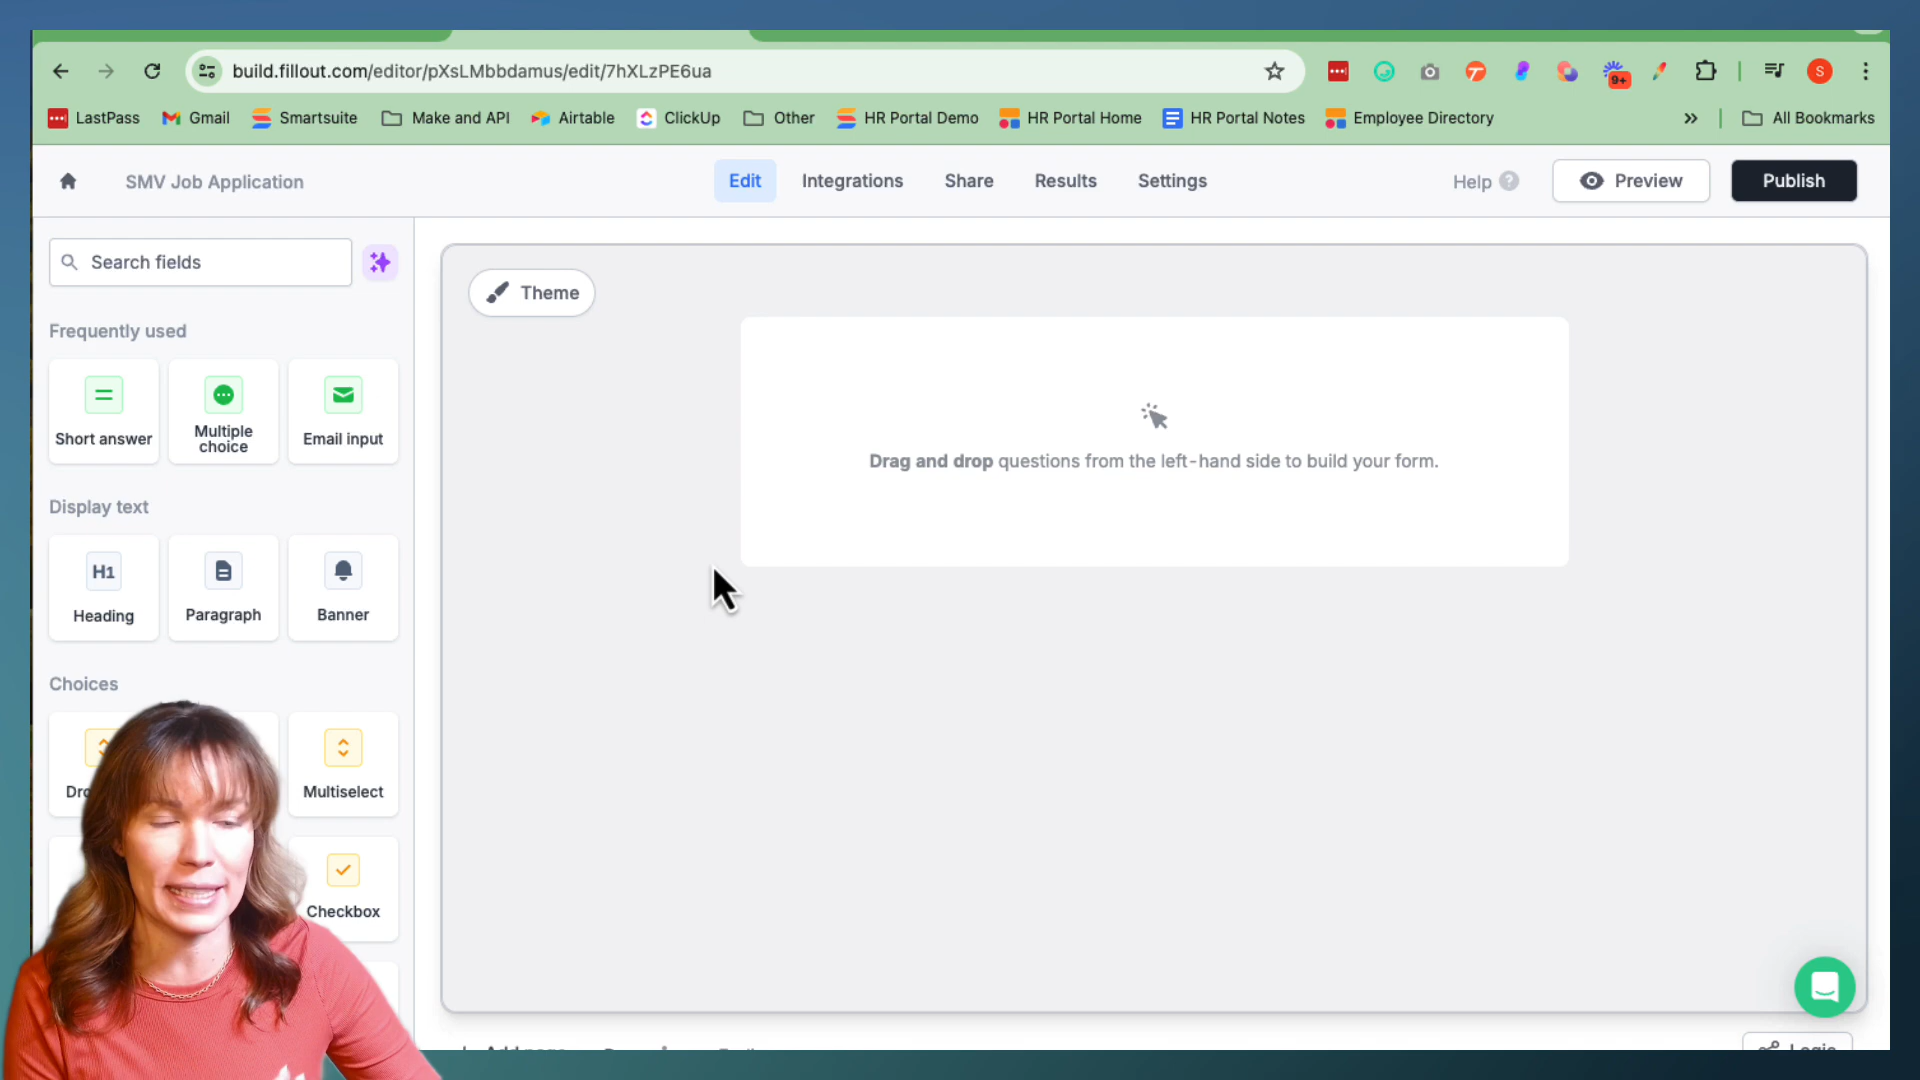 build.fillout.com/editor/pXsLMbbdamus/edit/7hXLzPE6ua
9+
S
LastPass
Gmail
Smartsuite
Make and API
Airtable
ClickUp
Other
HR Portal Demo
HR Portal Home
HR Portal Notes
Employee Directory
All Bookmarks
SMV Job Application
Edit
Integrations
Share
Results
Settings
Help
Preview
Publish
Search fields
Theme
Frequently used
Short answer
Multiple
choice
Email input
Drag and drop questions from the left-hand side to build your form.
Display text
H1
Heading
Paragraph
Banner
Choices
Multiselect
Checkbox